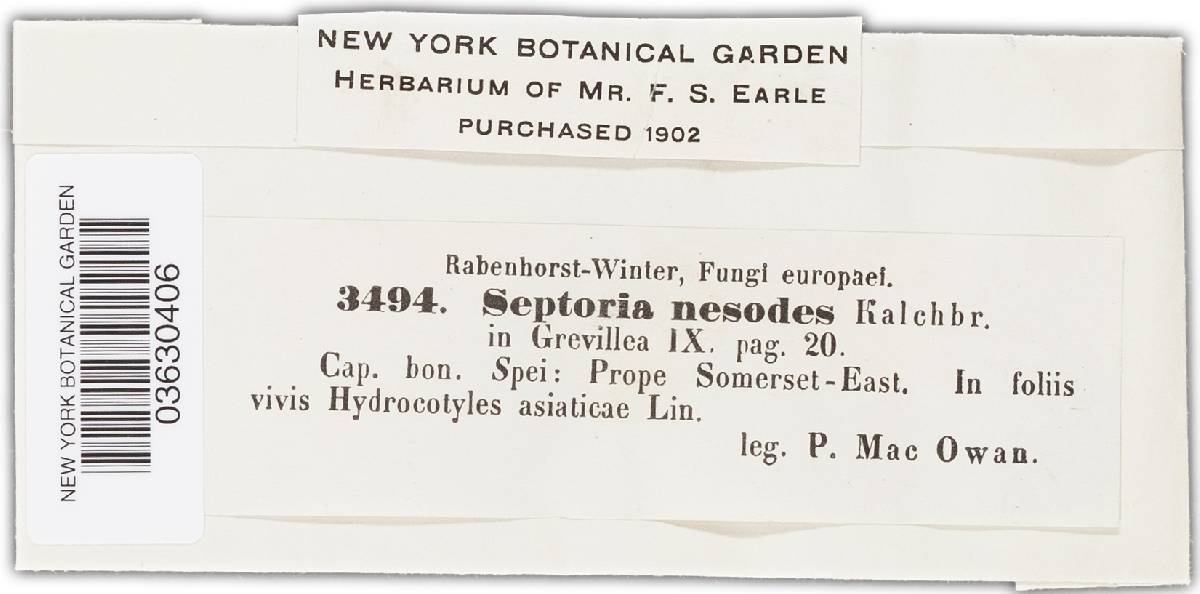 NEW YORK BOTANICAL GARDEN
HERBARIUM OF MR. F. S. EARLE
PURCHASED 1902
NEW YORK BOTANICAL GARDEN
03630406
Rabenhorst-Winter, Fungi europaei.
3494. Septoria nesodes Kalchbr.
in Grevillea IX. pag. 20.
Cap. bon. Spei: Prope Somerset-East. In foliis
vivis Hydrocotyles asiaticae Lin.
leg. P. Mac Owan.